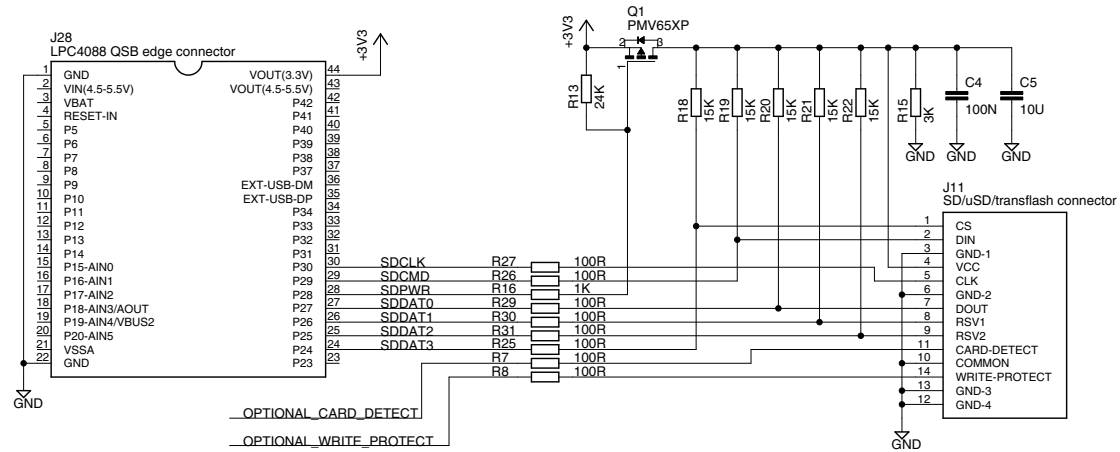 Q1
PMV65XP
J28
LPC4088 QSB edge connector
+3V3
+3V3
2 3
1
R13 24K
R18 15K
R19 15K
R20 15K
R21 15K
R22 15K
R15 3K
C4
100N
C5
10U
GND
GND
GND
1 GND VOUT(3.3V) 44
2 VIN(4.5-5.5V) VOUT(4.5-5.5V) 43
3 VBAT P42 42
4 RESET-IN P41 41
5 P5 P40 40
6 P6 P39 39
7 P7 P38 38
8 P8 P37 37
9 P9 EXT-USB-DM 36
10 P10 EXT-USB-DP 35
11 P11 P34 34
12 P12 P33 33
13 P13 P32 32
14 P14 P31 31
15 P15-AIN0 P30 30
16 P16-AIN1 P29 29
17 P17-AIN2 P28 28
18 P18-AIN3/AOUT P27 27
19 P19-AIN4/VBUS2 P26 26
20 P20-AIN5 P25 25
21 VSSA P24 24
22 GND P23 23
GND
SDCLK R27 100R
SDCMD R26 100R
SDPWR R16 1K
SDDAT0 R29 100R
SDDAT1 R30 100R
SDDAT2 R31 100R
SDDAT3 R25 100R
R7 100R
R8 100R
OPTIONAL_CARD_DETECT
OPTIONAL_WRITE_PROTECT
J11
SD/uSD/transflash connector
1 CS
2 DIN
3 GND-1
4 VCC
5 CLK
6 GND-2
7 DOUT
8 RSV1
9 RSV2
11 CARD-DETECT
10 COMMON
14 WRITE-PROTECT
13 GND-3
12 GND-4
GND